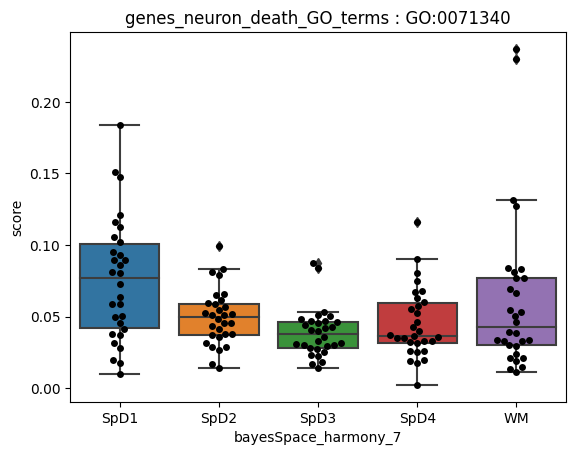 genes_neuron_death_GO_terms : GO:0071340
score
0.20
0.15
0.10
0.05
0.00
SpD1 SpD2 SpD3 SpD4 WM
bayesSpace_harmony_7